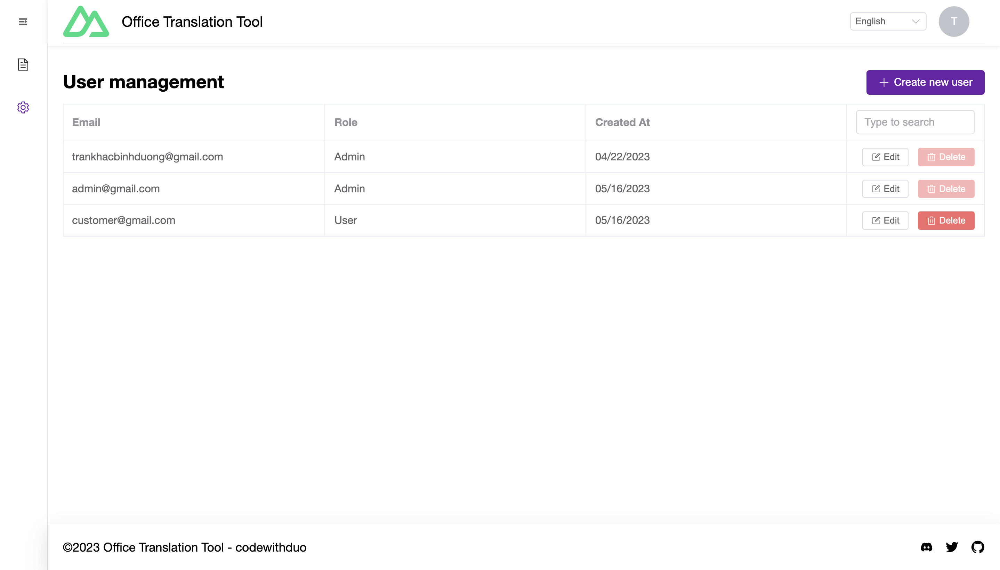 Office Translation Tool English T
User management + Create new user
Email Role Created At Type to search
trankhacbinhduong@gmail.com Admin 04/22/2023 Edit Delete
admin@gmail.com Admin 05/16/2023 Edit Delete
customer@gmail.com User 05/16/2023 Edit Delete
©2023 Office Translation Tool - codewithduo